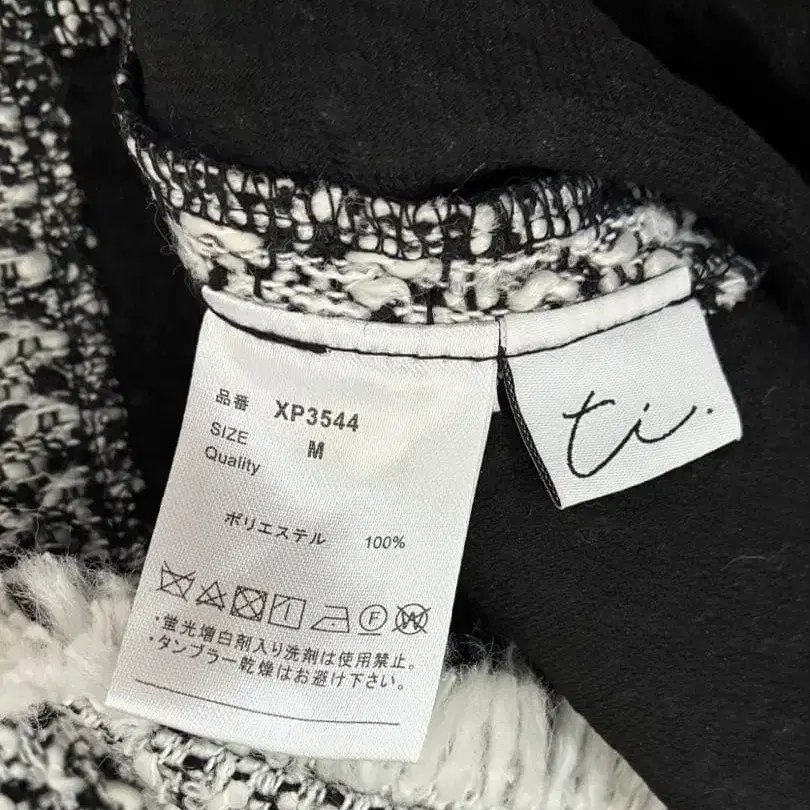 品番 XP3544
SIZE M
Quality
ポリエステル 100%
F W
・蛍光増白剤入り洗剤は使用禁止。
・タンブラー乾燥はお避け下さい。
ti.